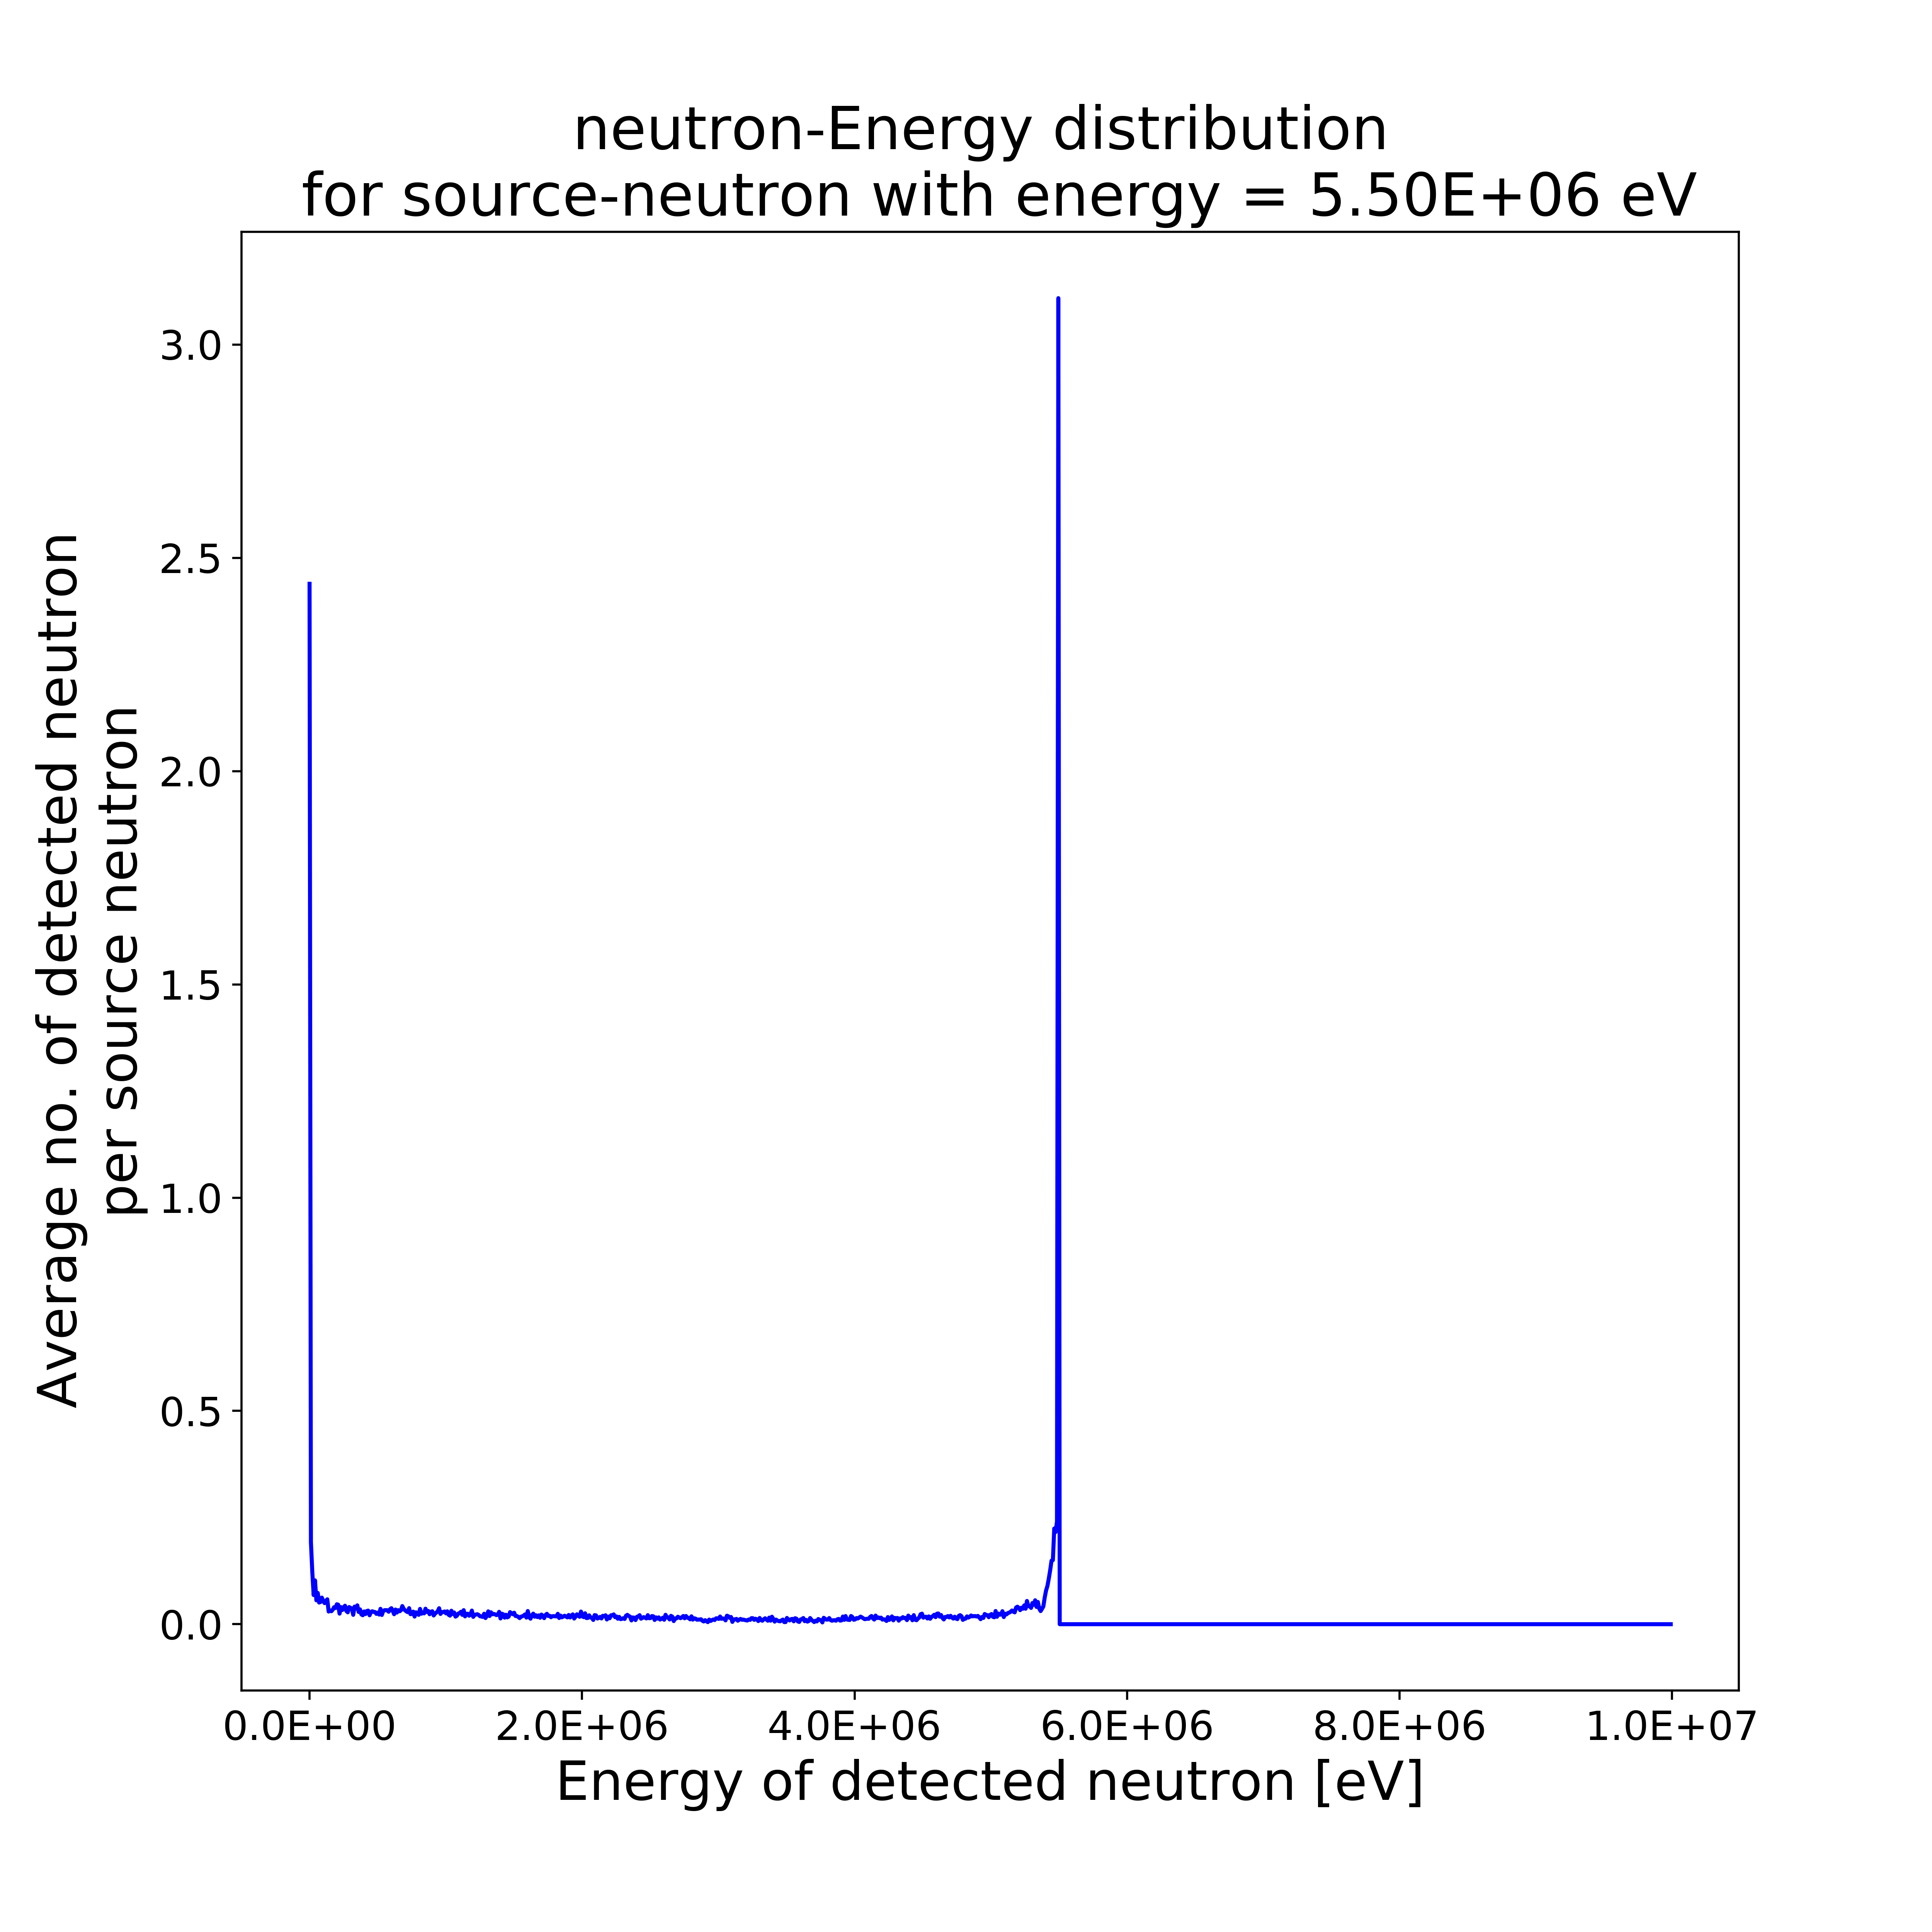 neutron-Energy distribution
for source-neutron with energy = 5.50E+06 eV
Average no. of detected neutron
per source neutron
3.0
2.5
2.0
1.5
1.0
0.5
0.0
0.0E+00 2.0E+06 4.0E+06 6.0E+06 8.0E+06 1.0E+07
Energy of detected neutron [eV]